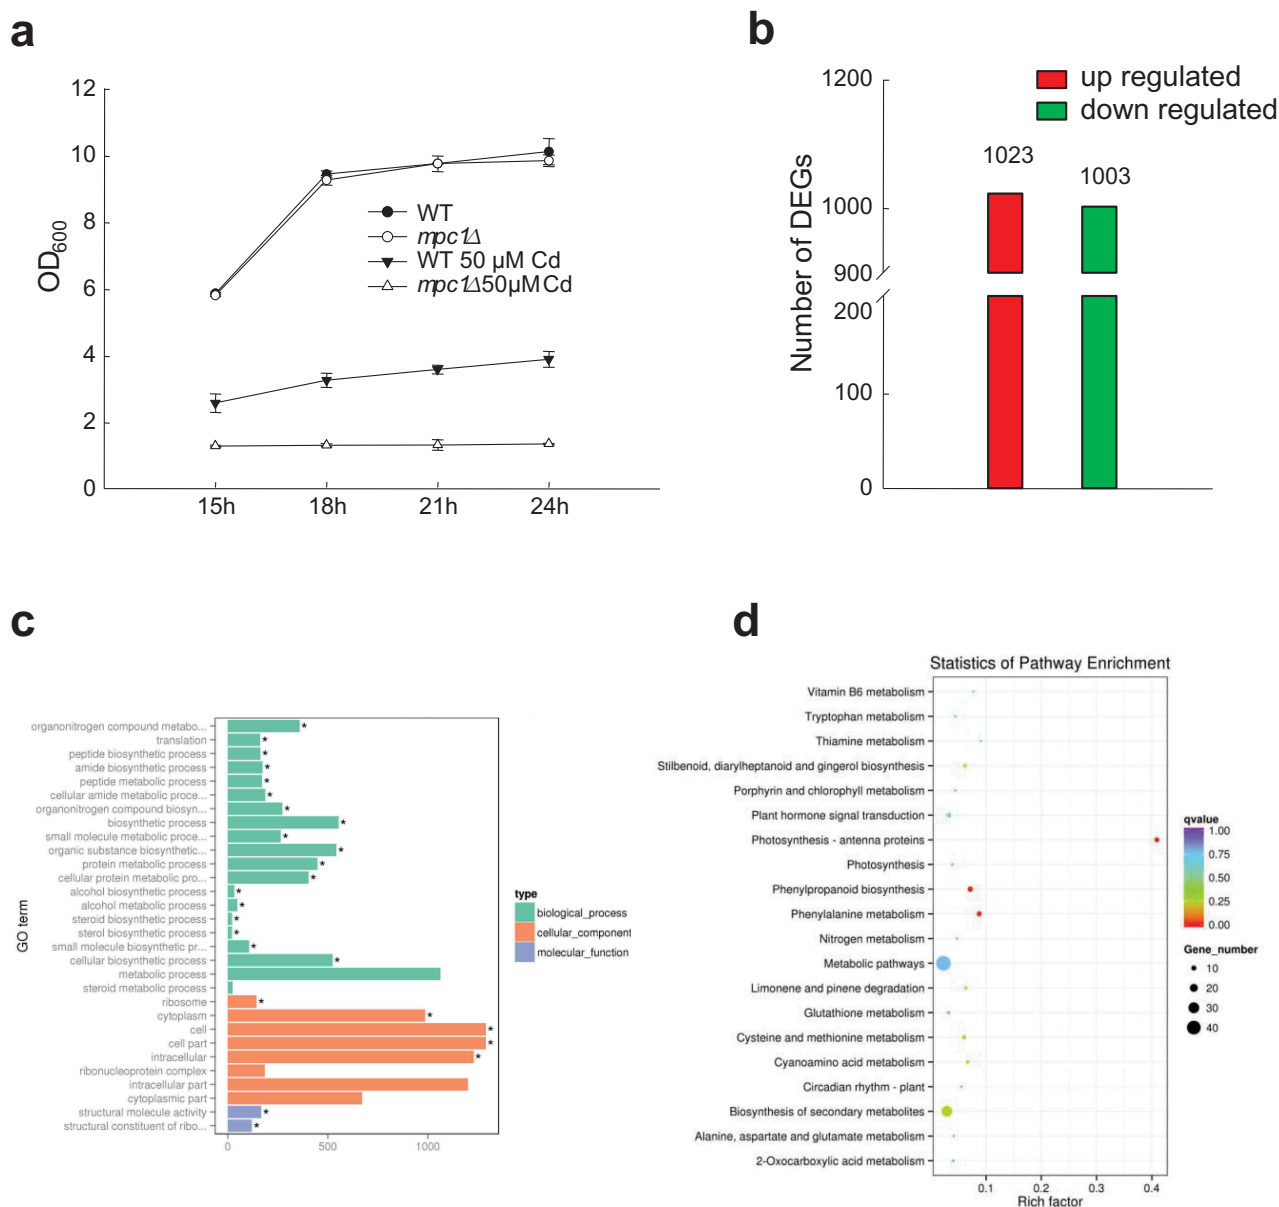 a
12
10
8
6
4
2
0
OD600
15h
18h
21h
24h
WT
mpc1Δ
WT 50 µM Cd
mpc1Δ50µM Cd
b
up regulated
down regulated
1200
1000
900
200
100
0
Number of DEGs
1023
1003
c
GO term
organonitrogen compound metabo... *
translation *
peptide biosynthetic process *
amide biosynthetic process *
peptide metabolic process *
cellular amide metabolic proce... *
organonitrogen compound biosyn... *
biosynthetic process *
small molecule metabolic proce... *
organic substance biosynthetic... *
protein metabolic process *
cellular protein metabolic pro... *
alcohol biosynthetic process *
alcohol metabolic process *
steroid biosynthetic process *
sterol biosynthetic process *
small molecule biosynthetic pr... *
cellular biosynthetic process *
metabolic process
steroid metabolic process
ribosome *
cytoplasm *
cell *
cell part *
intracellular *
ribonucleoprotein complex
intracellular part
cytoplasmic part
structural molecule activity *
structural constituent of ribo... *
0 500 1000
type
biological_process
cellular_component
molecular_function
d
Statistics of Pathway Enrichment
Vitamin B6 metabolism
Tryptophan metabolism
Thiamine metabolism
Stilbenoid, diarylheptanoid and gingerol biosynthesis
Porphyrin and chlorophyll metabolism
Plant hormone signal transduction
Photosynthesis - antenna proteins
Photosynthesis
Phenylpropanoid biosynthesis
Phenylalanine metabolism
Nitrogen metabolism
Metabolic pathways
Limonene and pinene degradation
Glutathione metabolism
Cysteine and methionine metabolism
Cyanoamino acid metabolism
Circadian rhythm - plant
Biosynthesis of secondary metabolites
Alanine, aspartate and glutamate metabolism
2-Oxocarboxylic acid metabolism
0.1 0.2 0.3 0.4
Rich factor
qvalue
1.00
0.75
0.50
0.25
0.00
Gene_number
10
20
30
40